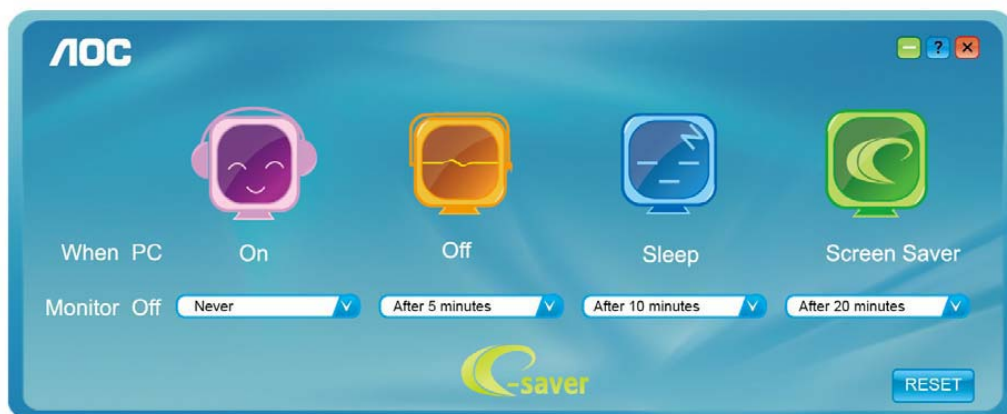 AOC
?
When PC On Off Sleep Screen Saver
Monitor Off Never After 5 minutes After 10 minutes After 20 minutes
e-saver
RESET